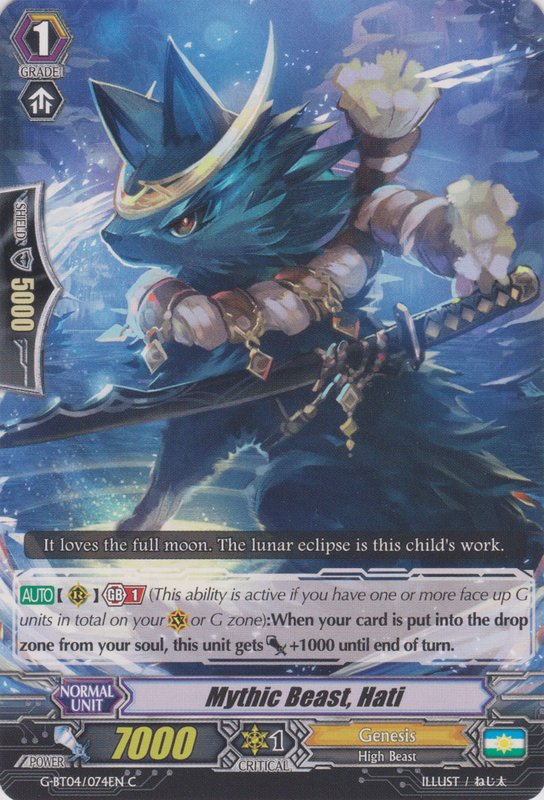 1
GRADE
SHIELD
5000
It loves the full moon. The lunar eclipse is this child's work.
AUTO【 R 】GB 1 (This ability is active if you have one or more face up G
units in total on your V or G zone):When your card is put into the drop
zone from your soul, this unit gets +1000 until end of turn.
NORMAL
UNIT
Mythic Beast, Hati
POWER
7000
1
CRITICAL
Genesis
High Beast
G-BT04/074EN C
ILLUST / ねじ太